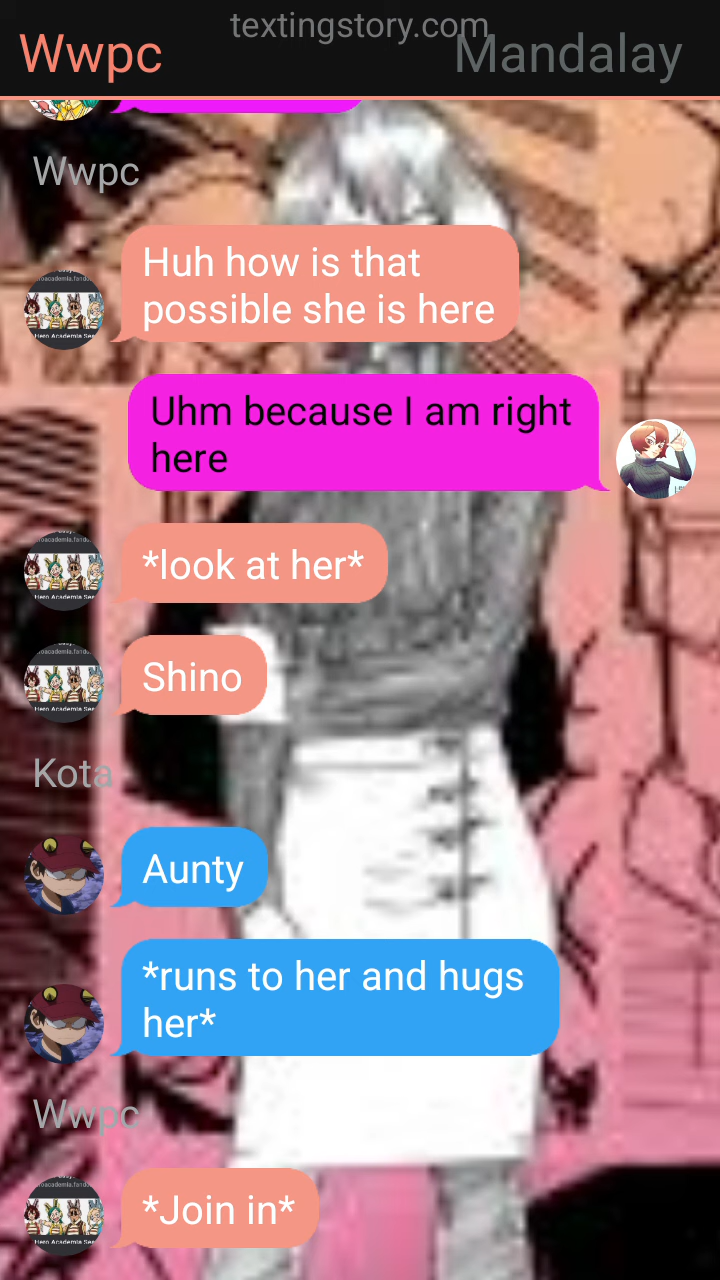 textingstory.com
Wwpc
Mandalay
Wwpc
Huh how is that
possible she is here
Uhm because I am right
here
*look at her*
Shino
Kota
Aunty
*runs to her and hugs
her*
Wwpc
*Join in*